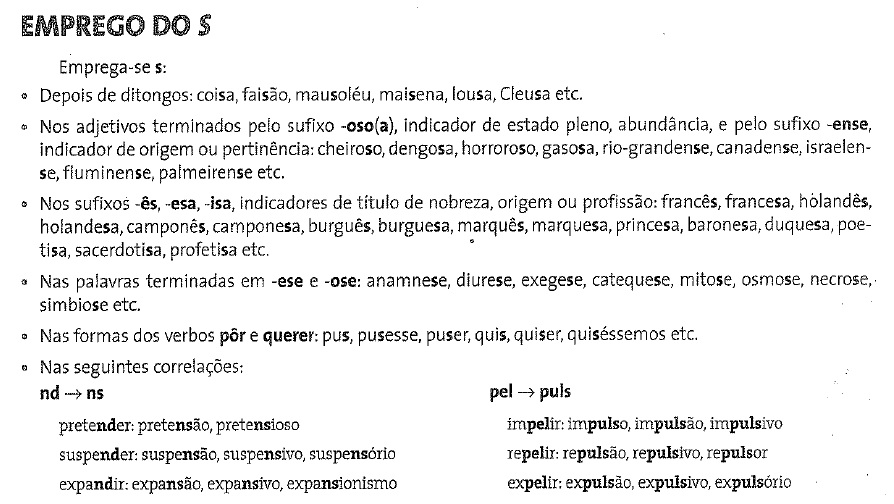 EMPREGO DO S
Emprega-se s:
• Depois de ditongos: coisa, faisão, mausoléu, maisena, lousa, Cleusa etc.
• Nos adjetivos terminados pelo sufixo -oso(a), indicador de estado pleno, abundância, e pelo sufixo -ense,
indicador de origem ou pertinência: cheiroso, dengosa, horroroso, gasosa, rio-grandense, canadense, israelen-
se, fluminense, palmeirense etc.
• Nos sufixos -ês, -esa, -isa, indicadores de título de nobreza, origem ou profissão: francês, francesa, holandês,
holandesa, camponês, camponesa, burguês, burguesa, marquês, marquesa, princesa, baronesa, duquesa, poe-
tisa, sacerdotisa, profetisa etc.
• Nas palavras terminadas em -ese e -ose: anamnese, diurese, exegese, catequese, mitose, osmose, necrose,
simbiose etc.
• Nas formas dos verbos pôr e querer: pus, pusesse, puser, quis, quiser, quiséssemos etc.
• Nas seguintes correlações:
nd → ns
pretender: pretensão, pretensioso
suspender: suspensão, suspensivo, suspensório
expandir: expansão, expansivo, expansionismo
pel → puls
impelir: impulso, impulsão, impulsivo
repelir: repulsão, repulsivo, repulsor
expelir: expulsão, expulsivo, expulsório